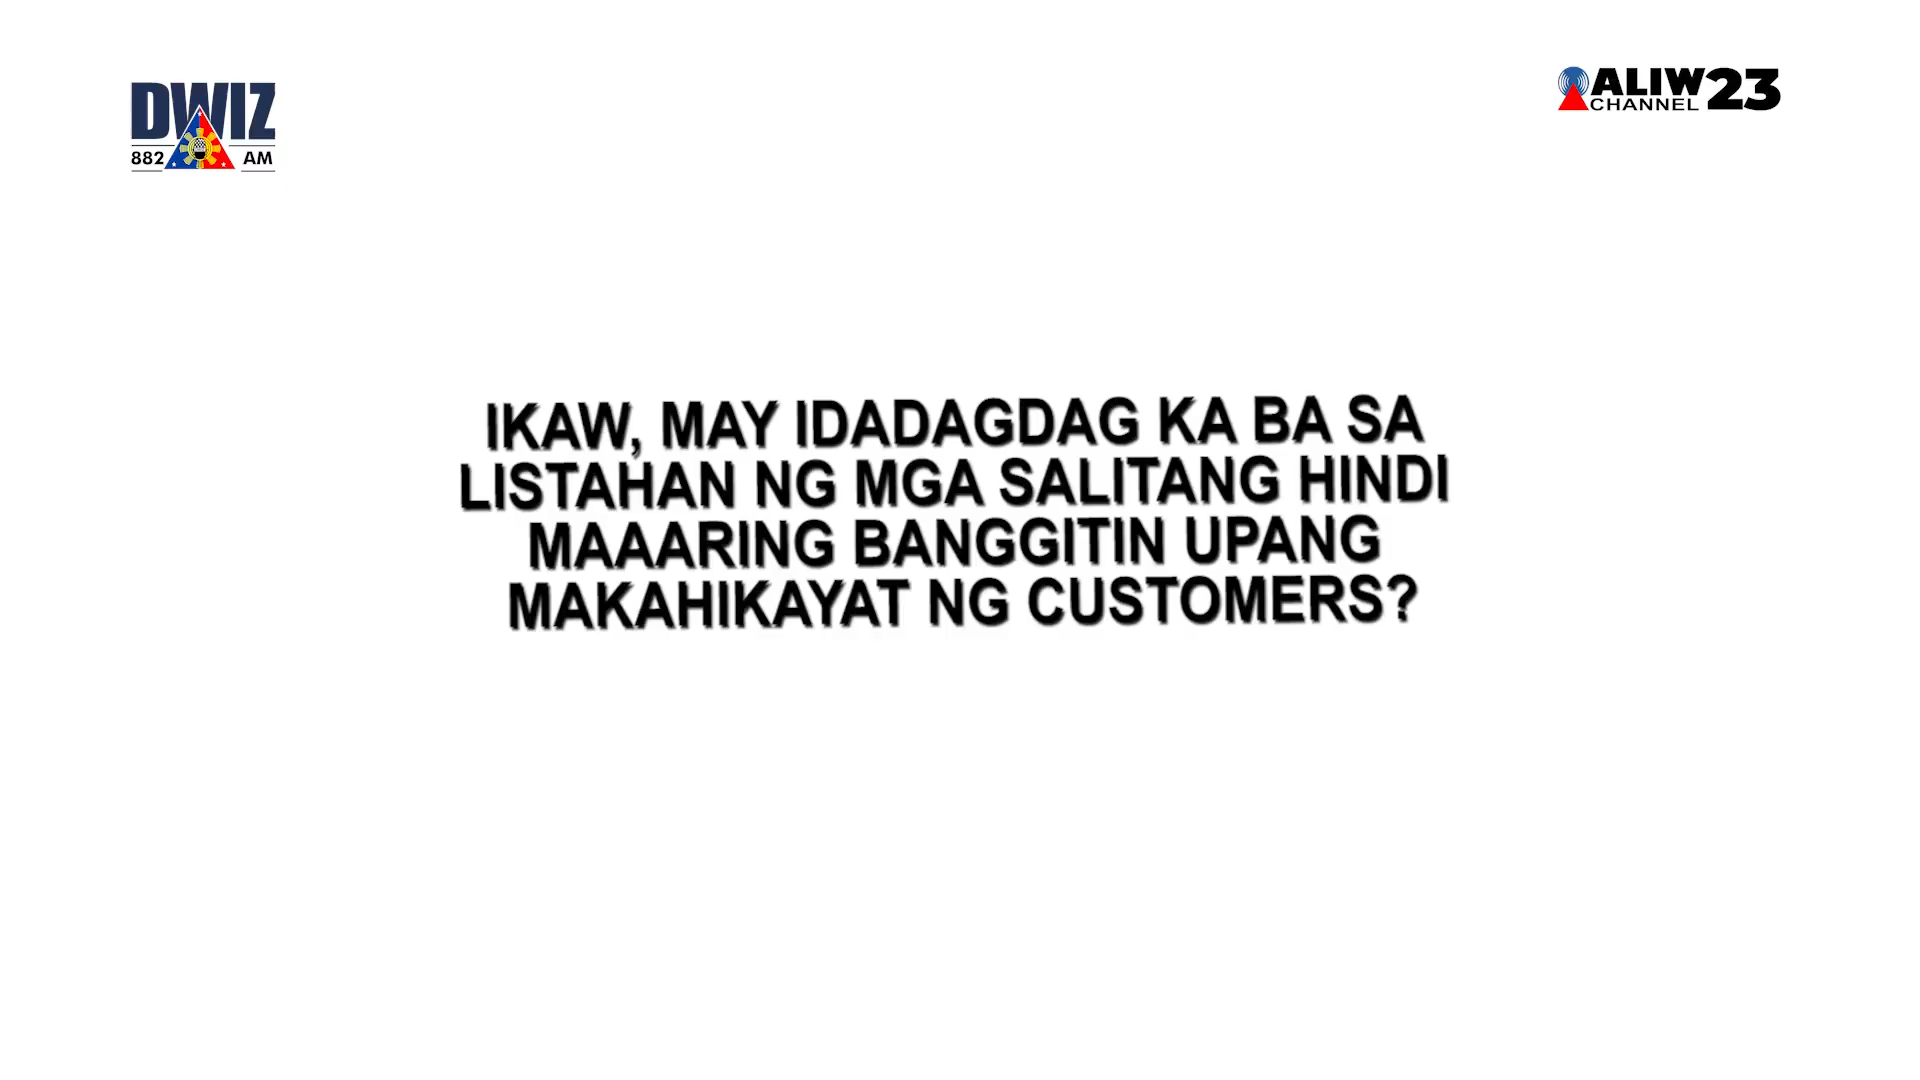 DWIZ
882 AM
ALIW 23
CHANNEL
IKAW, MAY IDADAGDAG KA BA SA
LISTAHAN NG MGA SALITANG HINDI
MAAARING BANGGITIN UPANG
MAKAHIKAYAT NG CUSTOMERS?